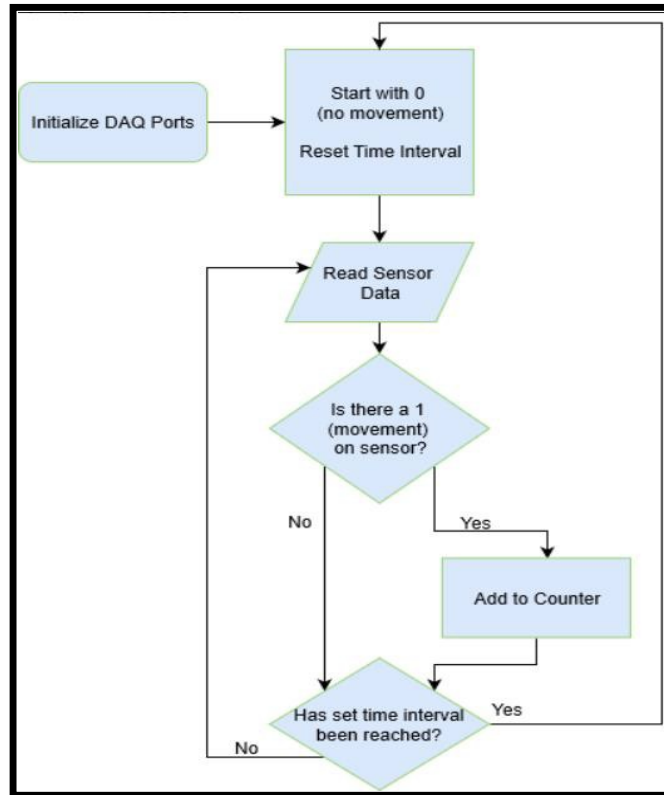 Initialize DAQ Ports
Start with 0
(no movement)
Reset Time Interval
Read Sensor
Data
Is there a 1
(movement)
on sensor?
No
Yes
Add to Counter
Has set time interval
been reached?
Yes
No